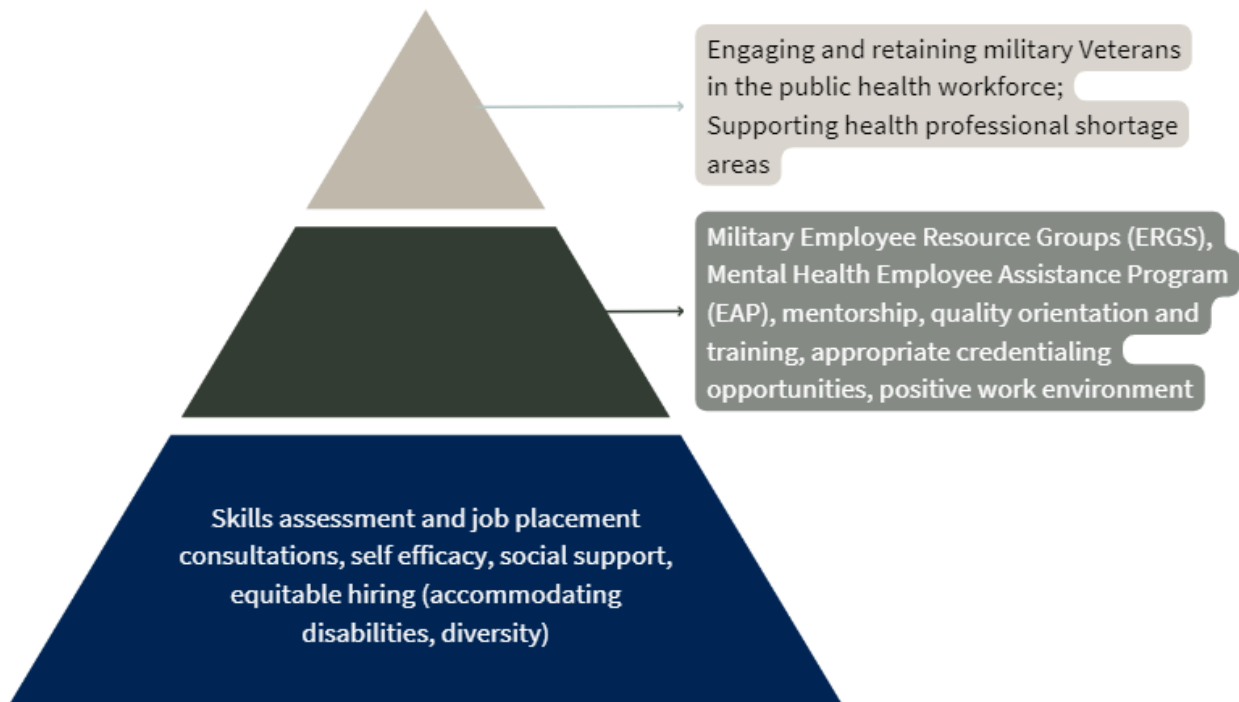 Engaging and retaining military Veterans
in the public health workforce;
Supporting health professional shortage
areas
Military Employee Resource Groups (ERGS),
Mental Health Employee Assistance Program
(EAP), mentorship, quality orientation and
training, appropriate credentialing
opportunities, positive work environment
Skills assessment and job placement
consultations, self efficacy, social support,
equitable hiring (accommodating
disabilities, diversity)